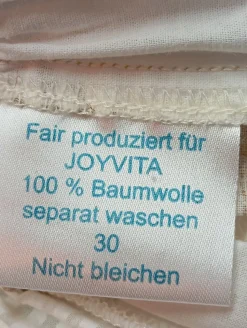 Fair produziert für
JOYVITA
100 % Baumwolle
separat waschen
30
Nicht bleichen